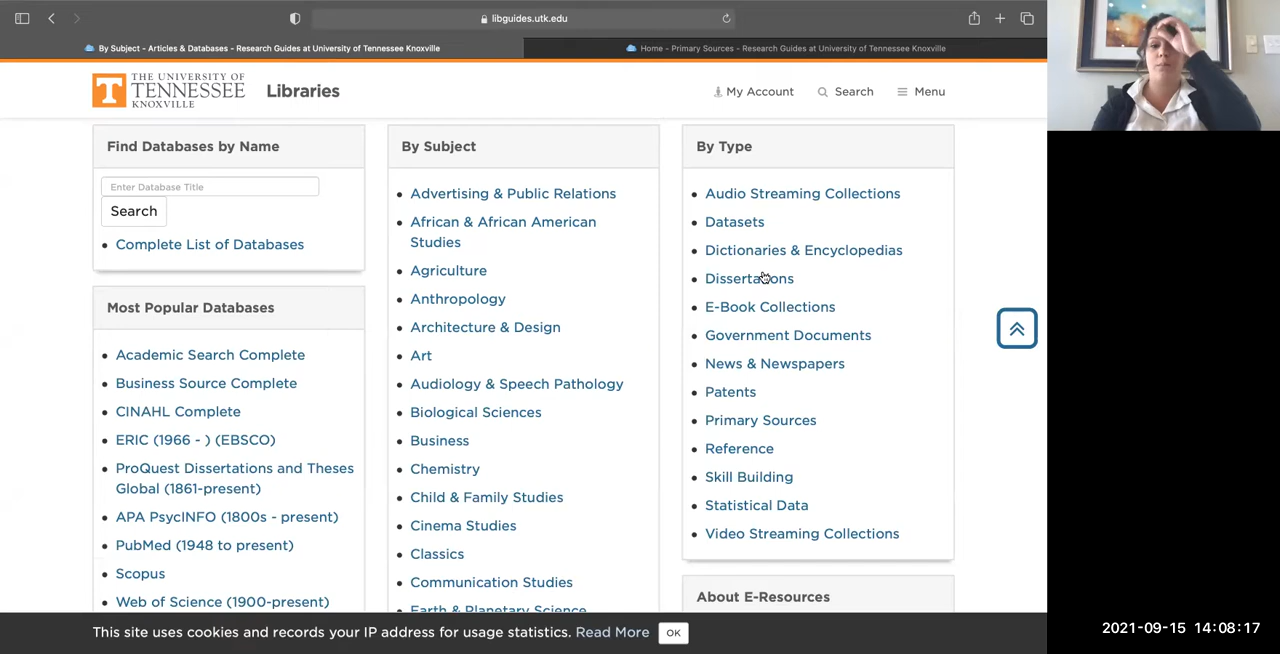 libguides.utk.edu
By Subject - Articles & Databases - Research Guides at University of Tennessee Knoxville
Home - Primary Sources - Research Guides at University of Tennessee Knoxville
T
THE UNIVERSITY OF
TENNESSEE
KNOXVILLE
Libraries
My Account
Search
Menu
Find Databases by Name
Enter Database Title
Search
Complete List of Databases
Most Popular Databases
Academic Search Complete
Business Source Complete
CINAHL Complete
ERIC (1966 - ) (EBSCO)
ProQuest Dissertations and Theses
Global (1861-present)
APA PsycINFO (1800s - present)
PubMed (1948 to present)
Scopus
Web of Science (1900-present)
By Subject
Advertising & Public Relations
African & African American
Studies
Agriculture
Anthropology
Architecture & Design
Art
Audiology & Speech Pathology
Biological Sciences
Business
Chemistry
Child & Family Studies
Cinema Studies
Classics
Communication Studies
Earth & Planetary Science
By Type
Audio Streaming Collections
Datasets
Dictionaries & Encyclopedias
Dissertations
E-Book Collections
Government Documents
News & Newspapers
Patents
Primary Sources
Reference
Skill Building
Statistical Data
Video Streaming Collections
About E-Resources
This site uses cookies and records your IP address for usage statistics. Read More OK
2021-09-15 14:08:17